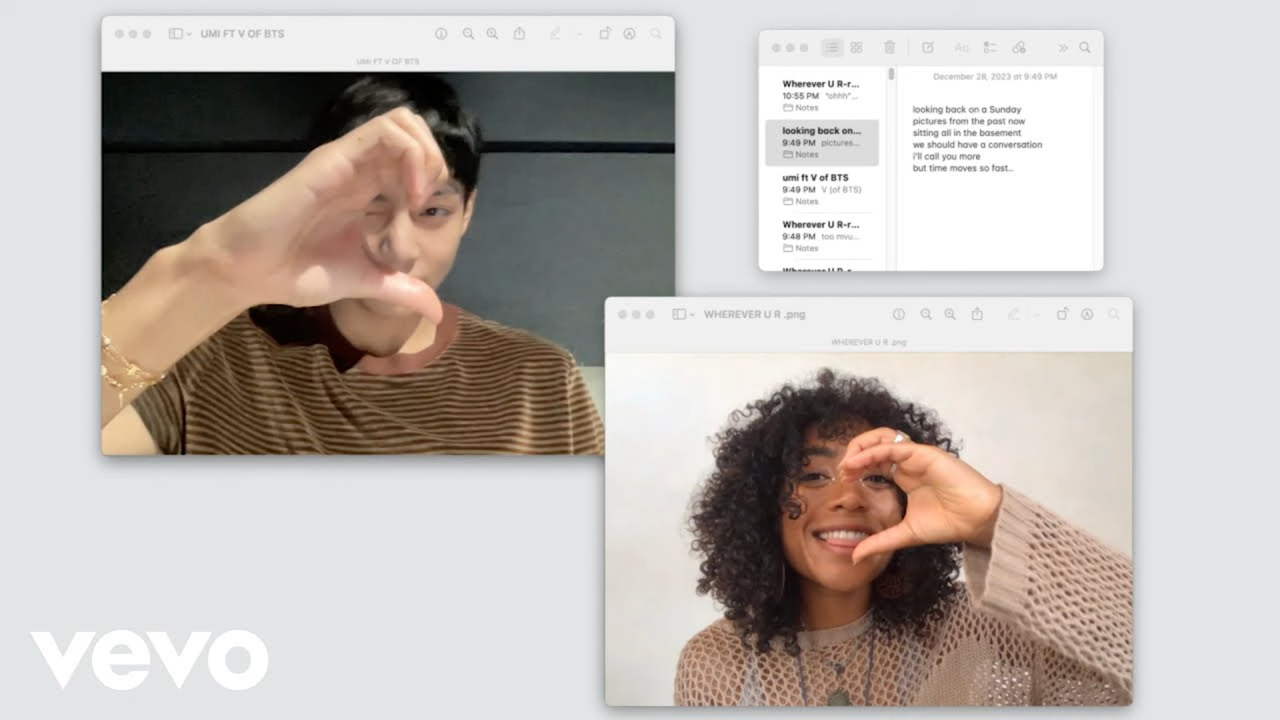 UMI FT V OF BTS
UMI FT V OF BTS
December 28, 2023 at 9:49 PM
Wherever U R-r...
10:55 PM "ohhh"...
Notes
looking back on...
9:49 PM pictures...
Notes
umi ft V of BTS
9:49 PM V (of BTS)
Notes
Wherever U R-r...
9:48 PM too mvu...
Notes
Wherever U R-r
looking back on a Sunday
pictures from the past now
sitting all in the basement
we should have a conversation
i'll call you more
but time moves so fast..
Aa
WHEREVER U R .png
WHEREVER U R .png
vevo